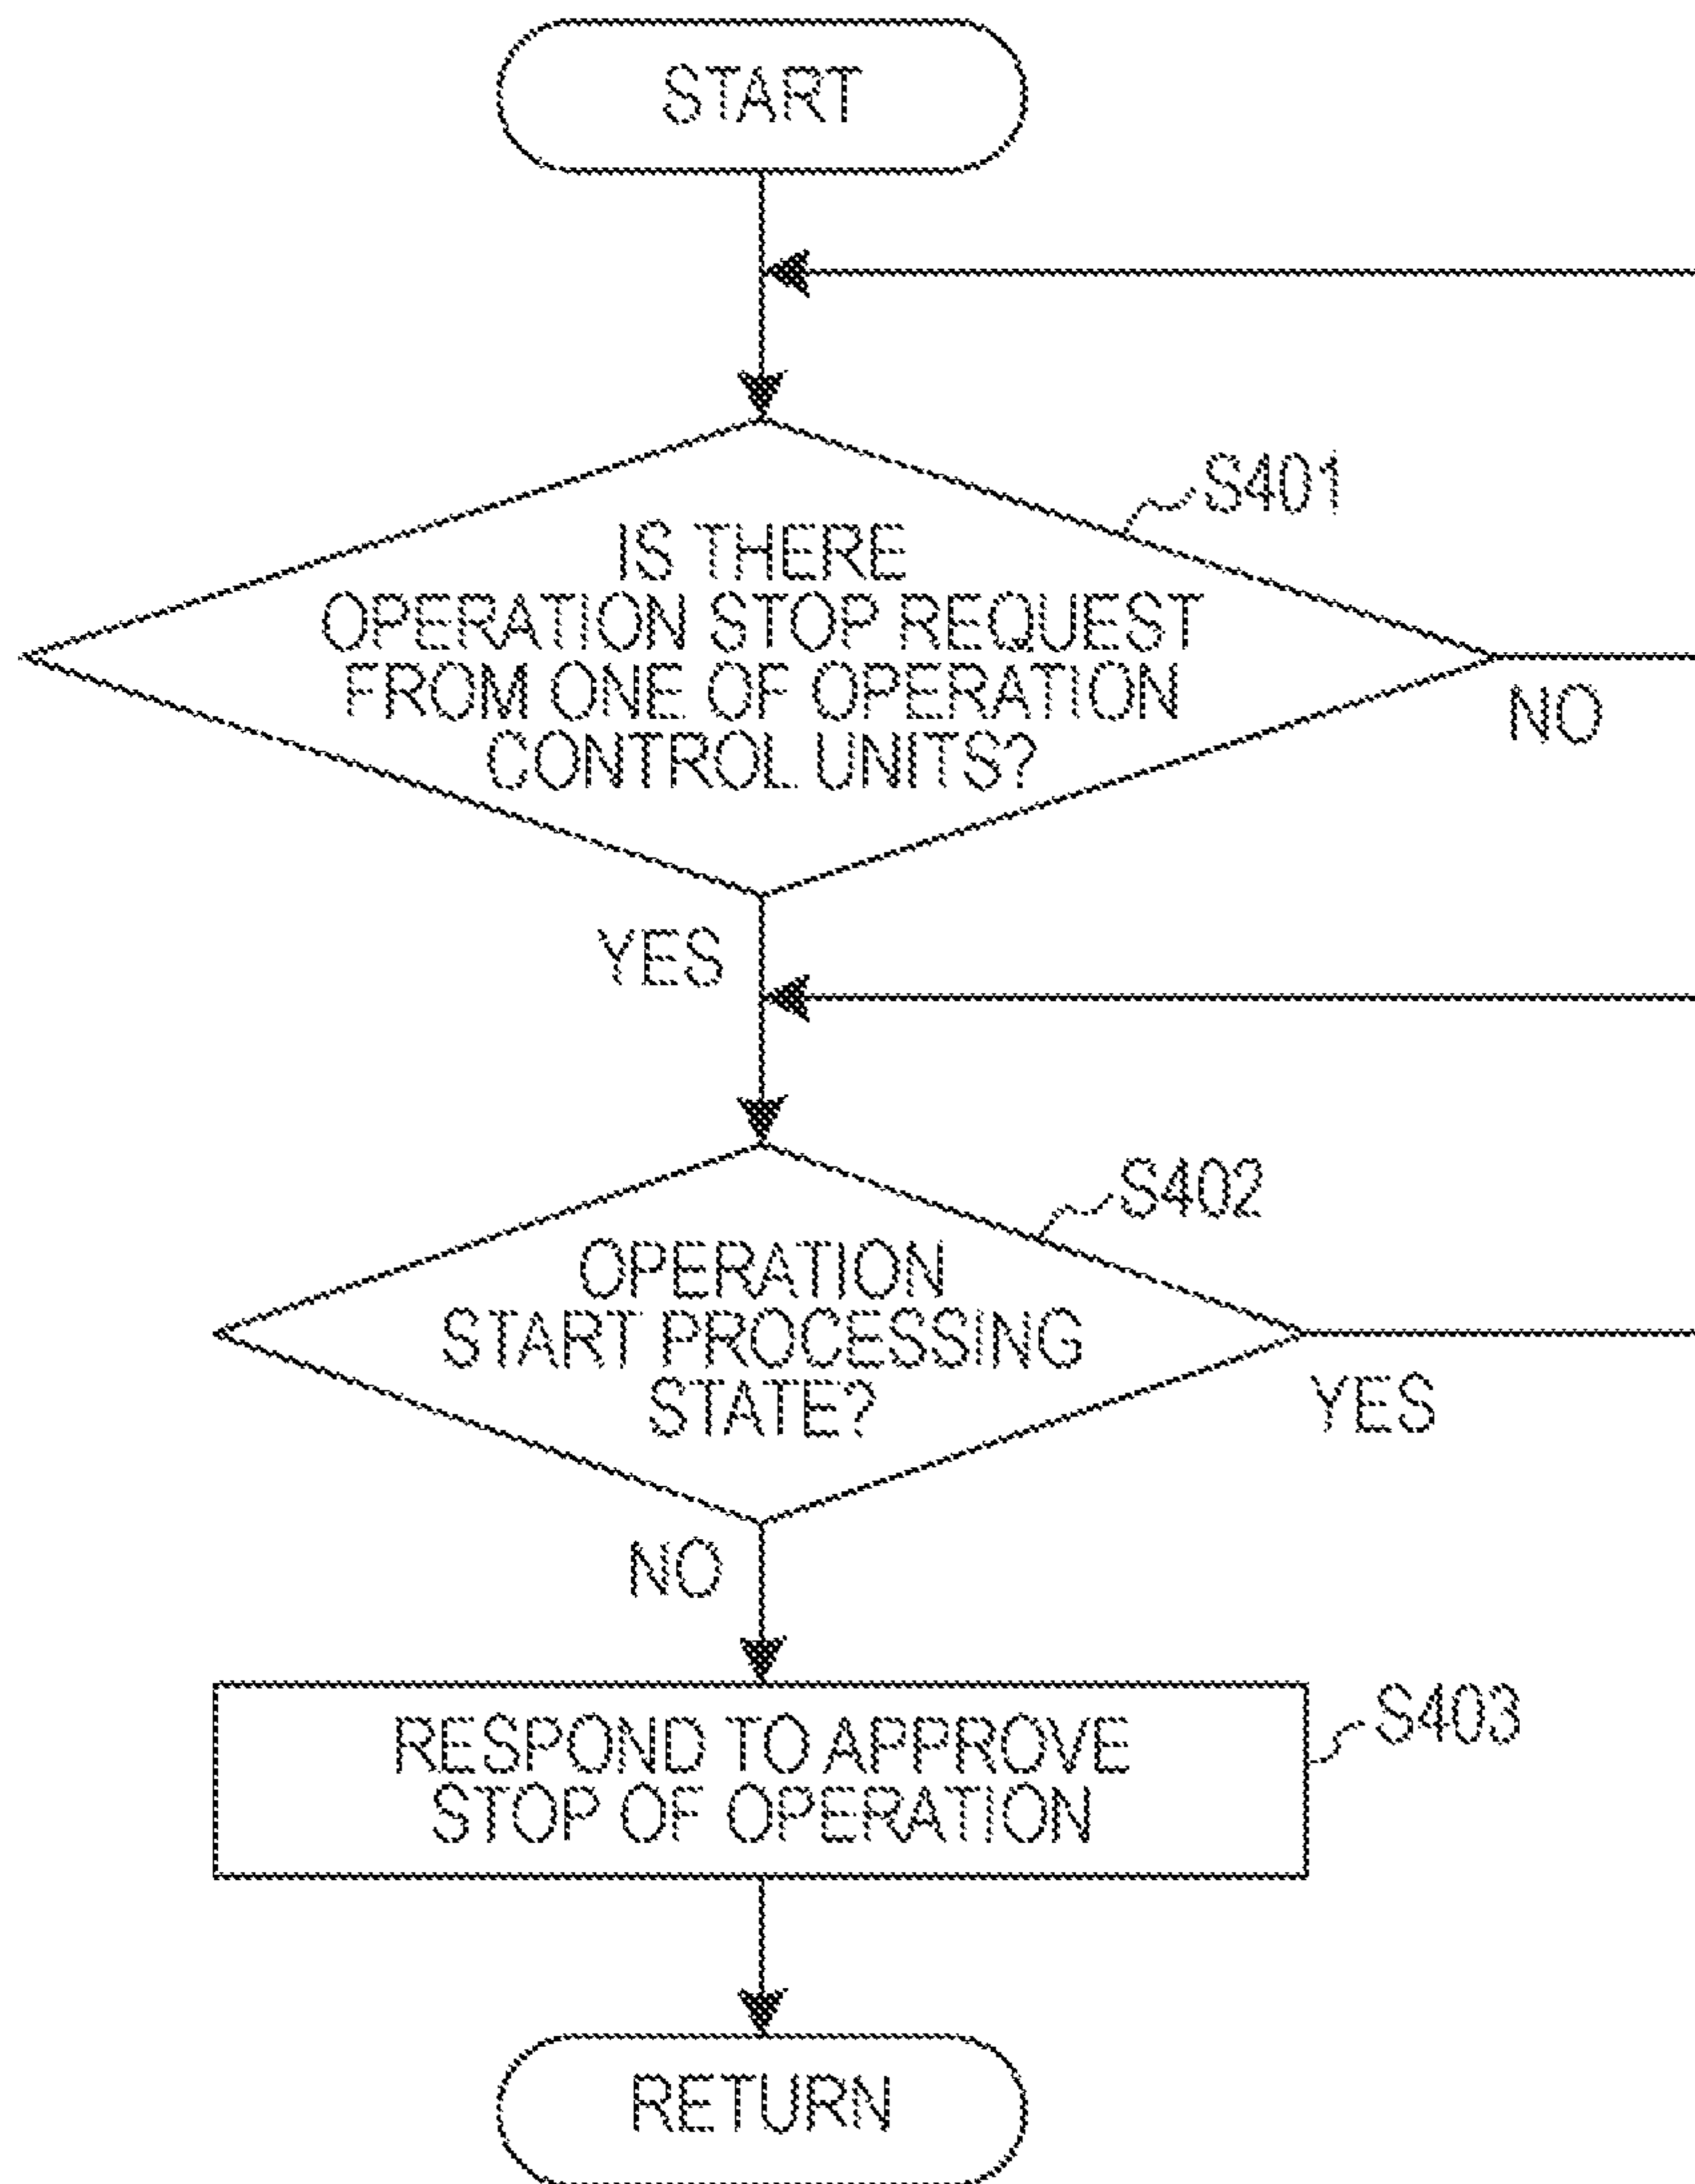 START
S401
IS THERE
OPERATION STOP REQUEST
FROM ONE OF OPERATION
CONTROL UNITS?
NO
YES
S402
OPERATION
START PROCESSING
STATE?
YES
NO
S403
RESPOND TO APPROVE
STOP OF OPERATION
RETURN